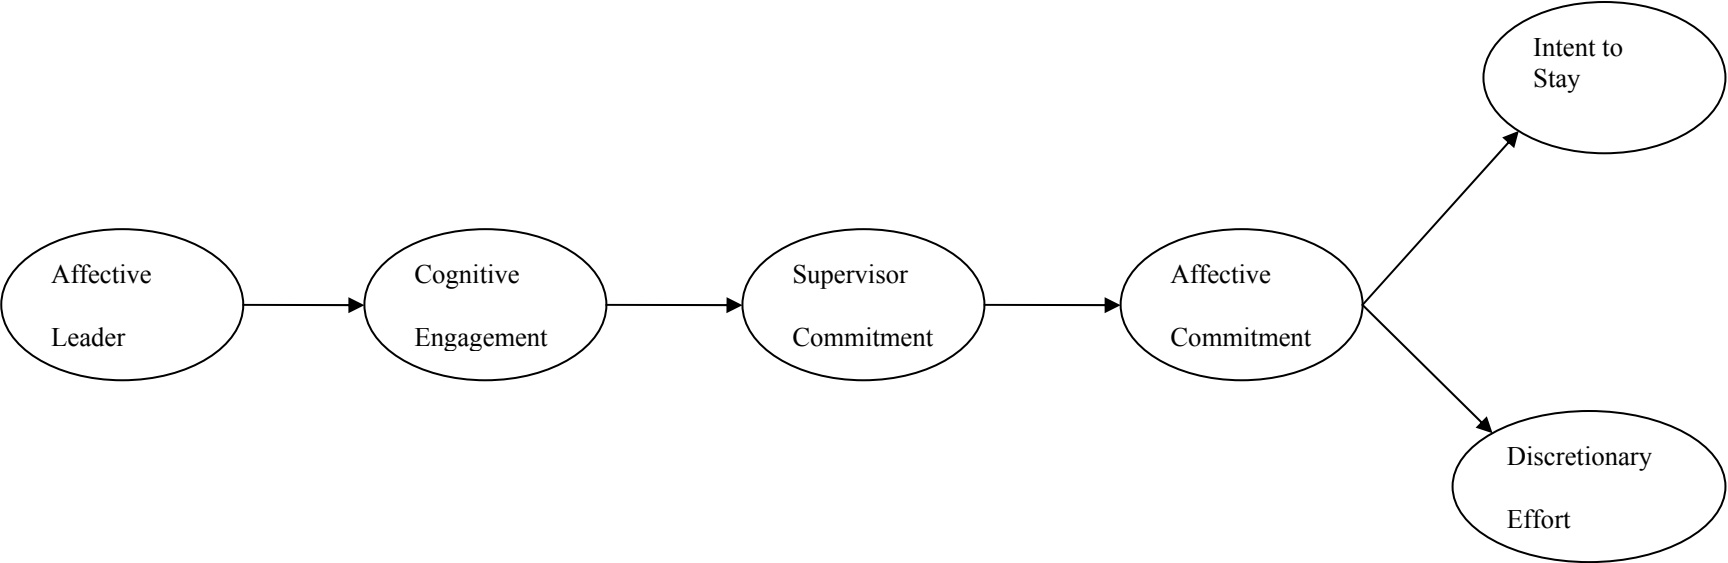 Intent to
Stay
Affective
Leader
Cognitive
Engagement
Supervisor
Commitment
Affective
Commitment
Discretionary
Effort